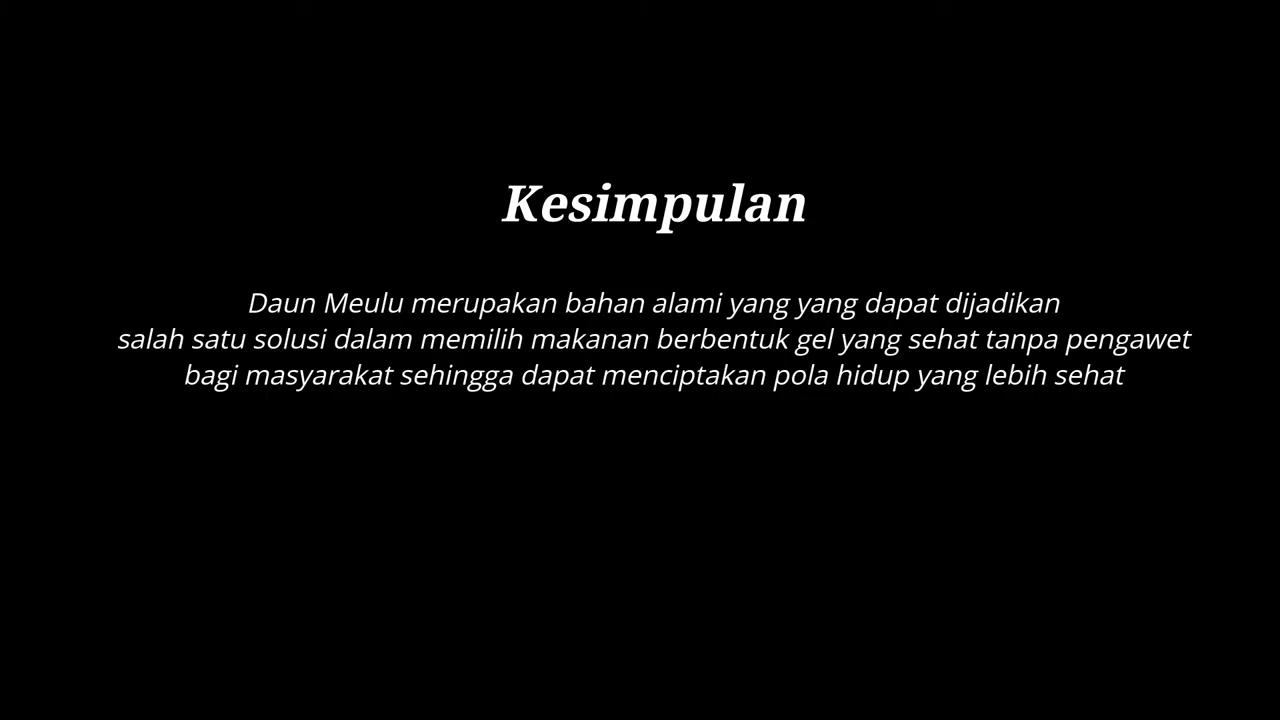 Kesimpulan
Daun Meulu merupakan bahan alami yang yang dapat dijadikan
salah satu solusi dalam memilih makanan berbentuk gel yang sehat tanpa pengawet
bagi masyarakat sehingga dapat menciptakan pola hidup yang lebih sehat